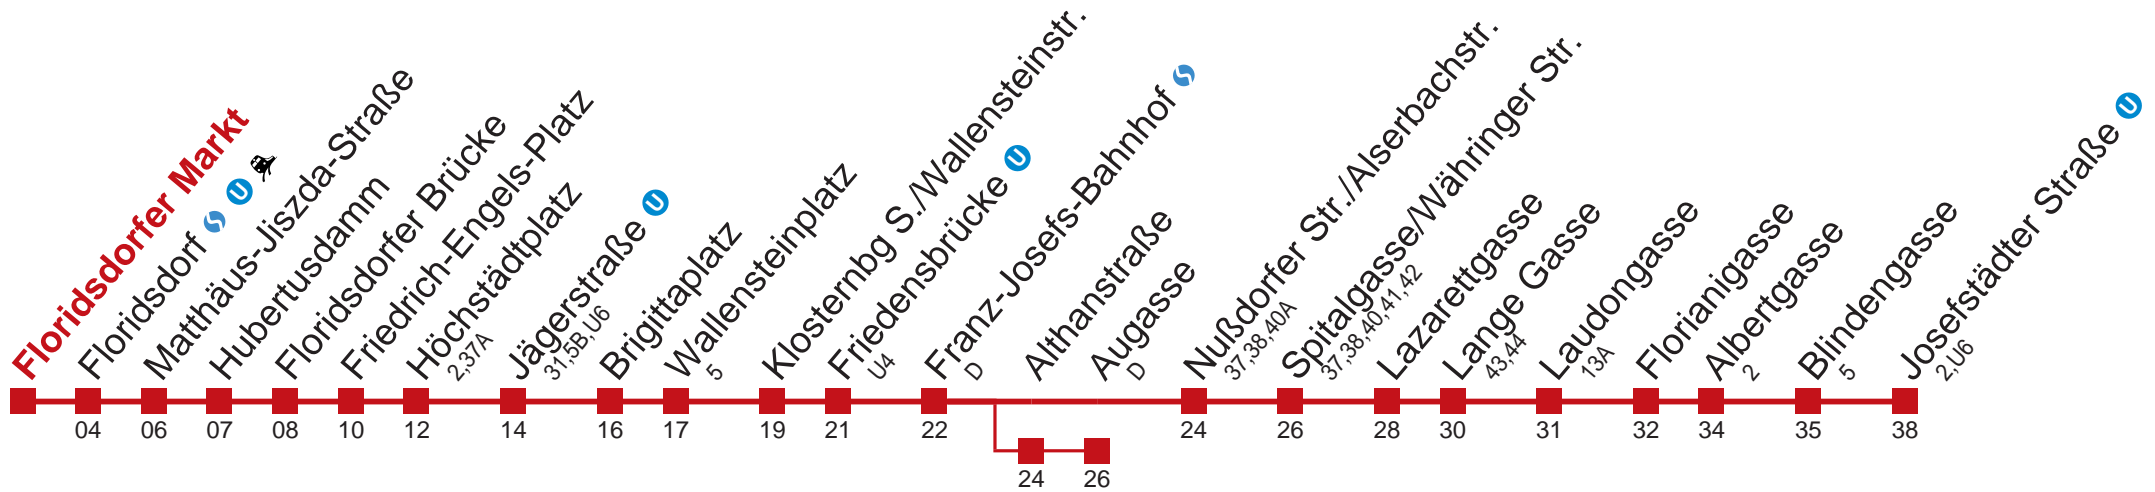 Floridsdorfer Markt
Floridsdorf S U
Matthäus-Jiszda-Straße
Hubertusdamm
Floridsdorfer Brücke
Friedrich-Engels-Platz
Höchstädtplatz
2,37A
Jägerstraße U
31,5B,U6
Brigittaplatz
Wallensteinplatz
5
Klosternbg S./Wallensteinstr.
Friedensbrücke U
U4
Franz-Josefs-Bahnhof S
D
Althanstraße
Augasse
D
Nußdorfer Str./Alserbachstr.
37,38,40A
Spitalgasse/Währinger Str.
37,38,40,41,42
Lazarettgasse
Lange Gasse
43,44
Laudongasse
13A
Florianigasse
Albertgasse
2
Blindengasse
5
Josefstädter Straße U
2,U6
04 06 07 08 10 12 14 16 17 19 21 22 24 26 28 30 31 32 34 35 38
24 26